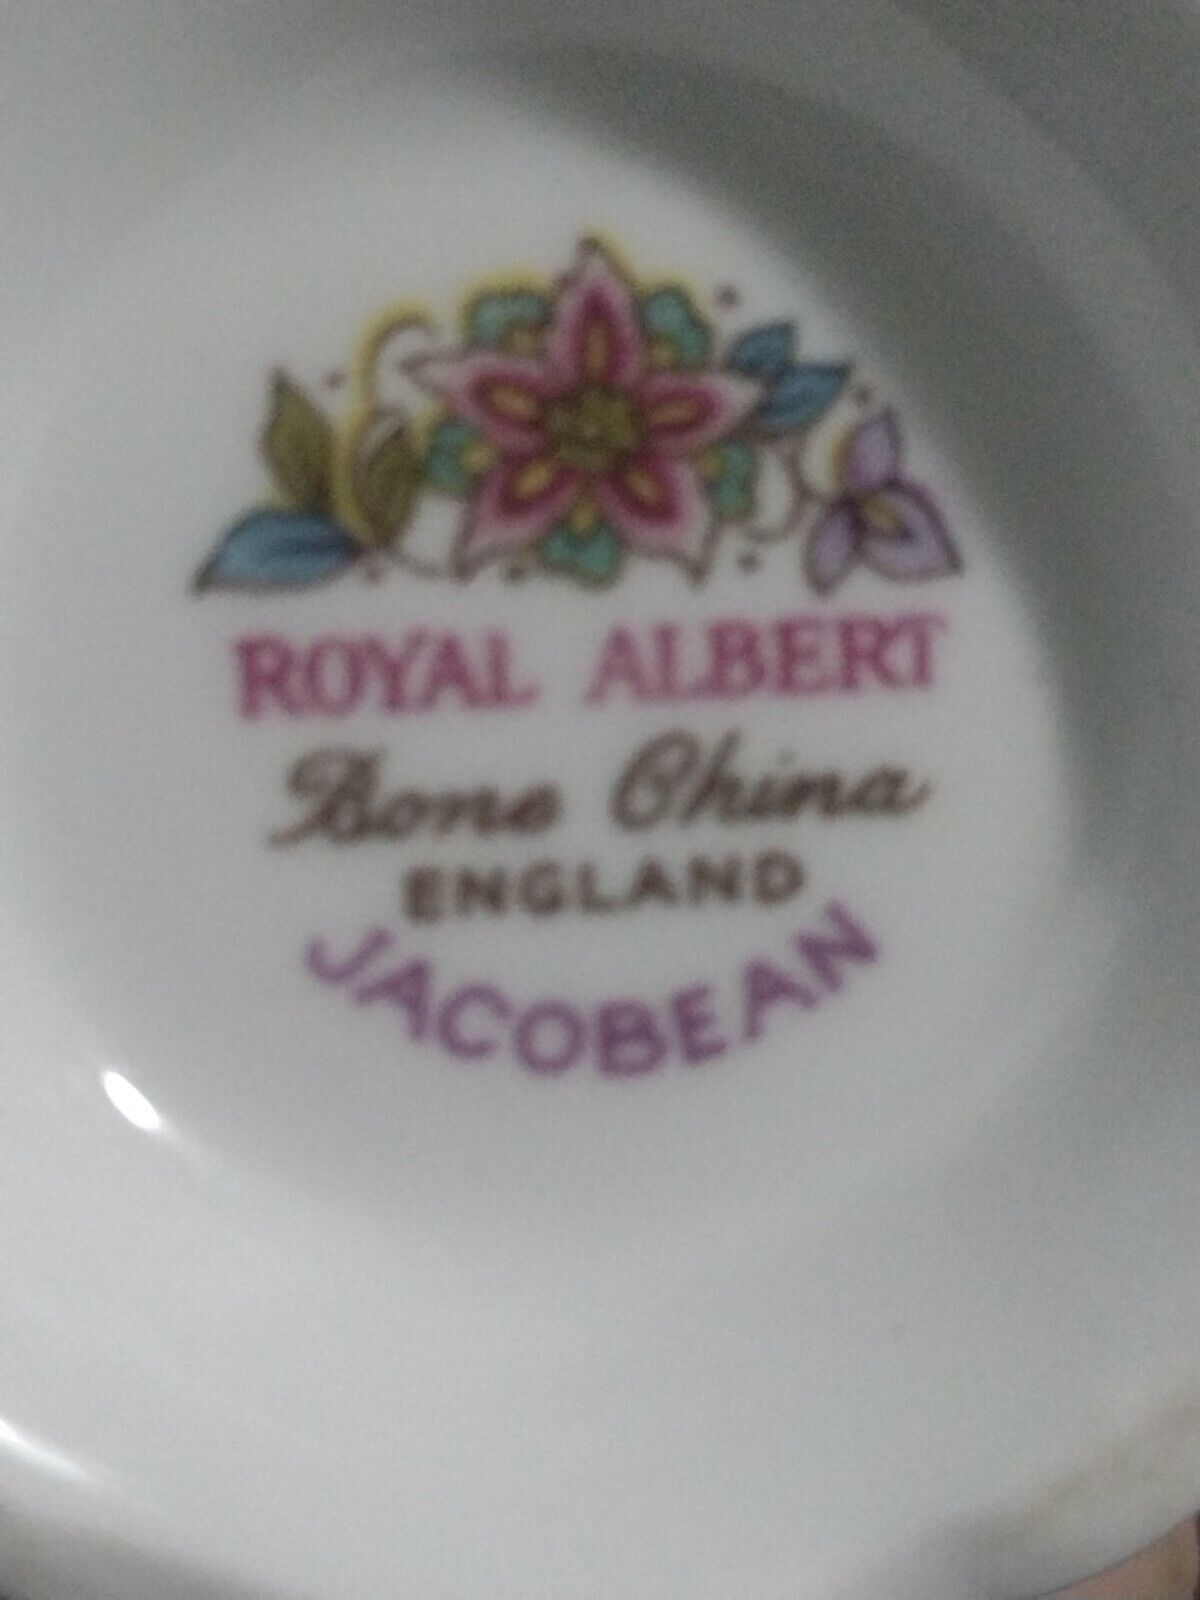 ROYAL ALBERT
Bone China
ENGLAND
JACOBEAN